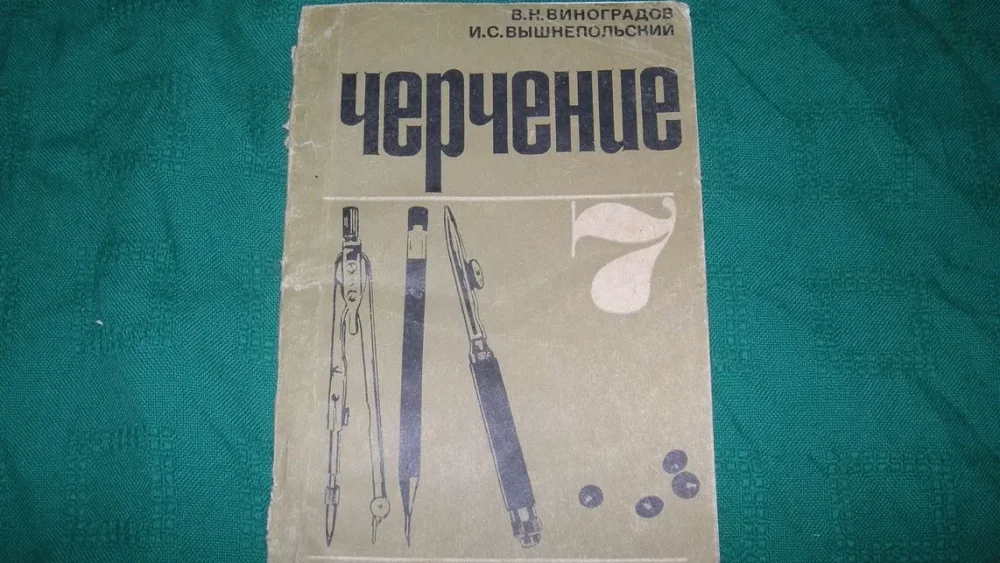 В.Н.ВИНОГРАДОВ
И.С.ВЫШНЕПОЛЬСКИЙ
черчение
7